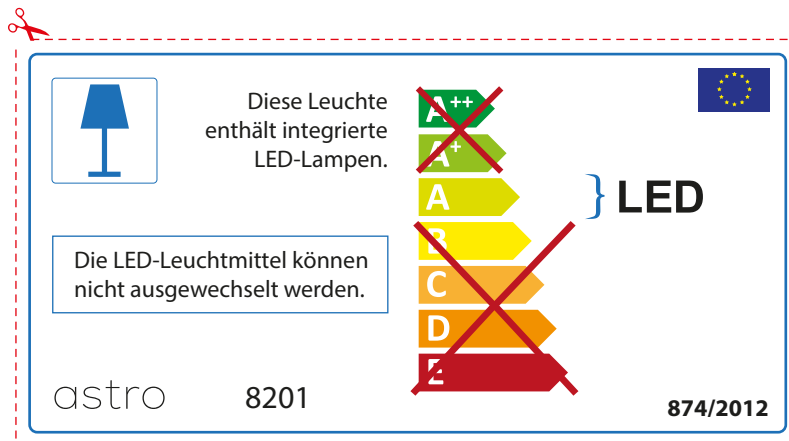 Diese Leuchte
enthält integrierte
LED-Lampen.
Die LED-Leuchtmittel können
nicht ausgewechselt werden.
A++
A+
A
B
C
D
E
LED
astro
8201
874/2012